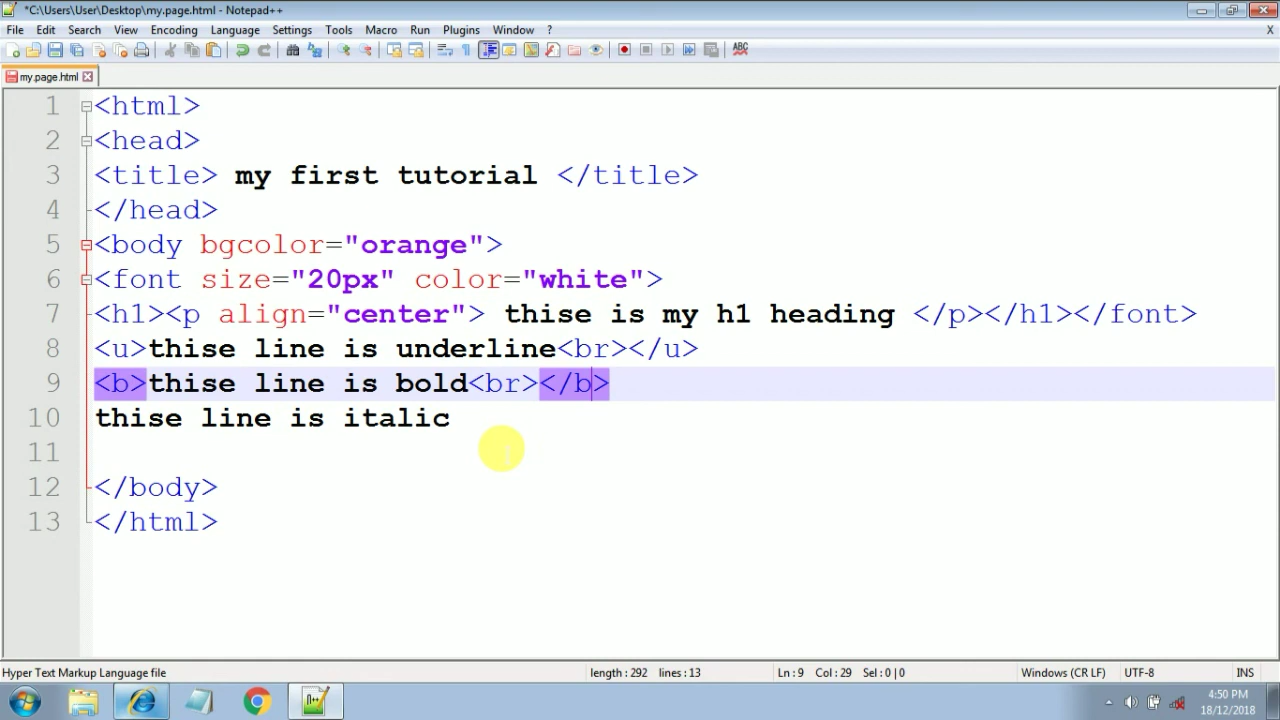 *C:\Users\User\Desktop\my.page.html - Notepad++
File Edit Search View Encoding Language Settings Tools Macro Run Plugins Window ? X
ABC
my.page.html
1 <html>
2 <head>
3 <title> my first tutorial </title>
4 </head>
5 <body bgcolor="orange">
6 <font size="20px" color="white">
7 <h1><p align="center"> thise is my h1 heading </p></h1></font>
8 <u>thise line is underline<br></u>
9 <b>thise line is bold<br></b>
10 thise line is italic
11
12 </body>
13 </html>
Hyper Text Markup Language file length : 292 lines : 13 Ln : 9 Col : 29 Sel : 0 | 0 Windows (CR LF) UTF-8 INS
4:50 PM
18/12/2018